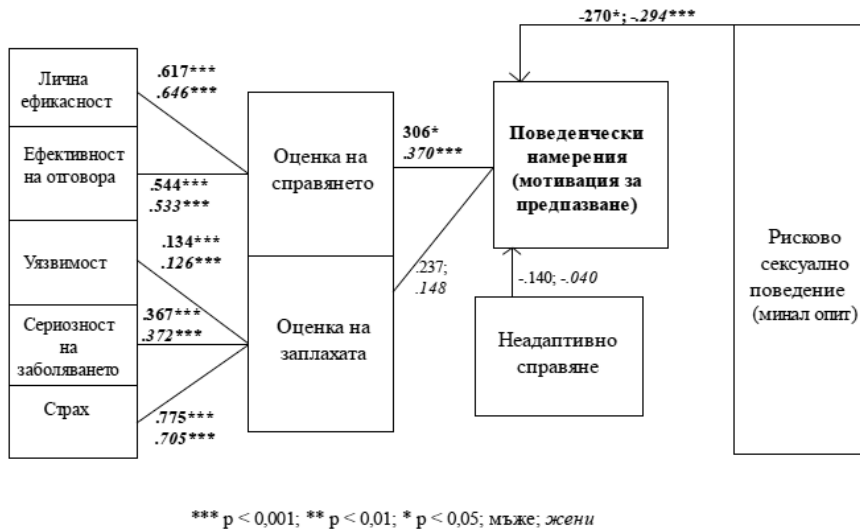 -270*; -.294***
Лична
ефикасност
.617***
.646***
Ефективност
на отговора
.544***
.533***
Уязвимост
.134***
.126***
Сериозност
на
заболяването
.367***
.372***
Страх
.775***
.705***
Оценка на
справянето
Оценка на
заплахата
306*
.370***
.237;
.148
Поведенчески
намерения
(мотивация за
предпазване)
-.140; -.040
Неадаптивно
справяне
Рисково
сексуално
поведение
(минал опит)
*** p < 0,001; ** p < 0,01; * p < 0,05; мъже; жени